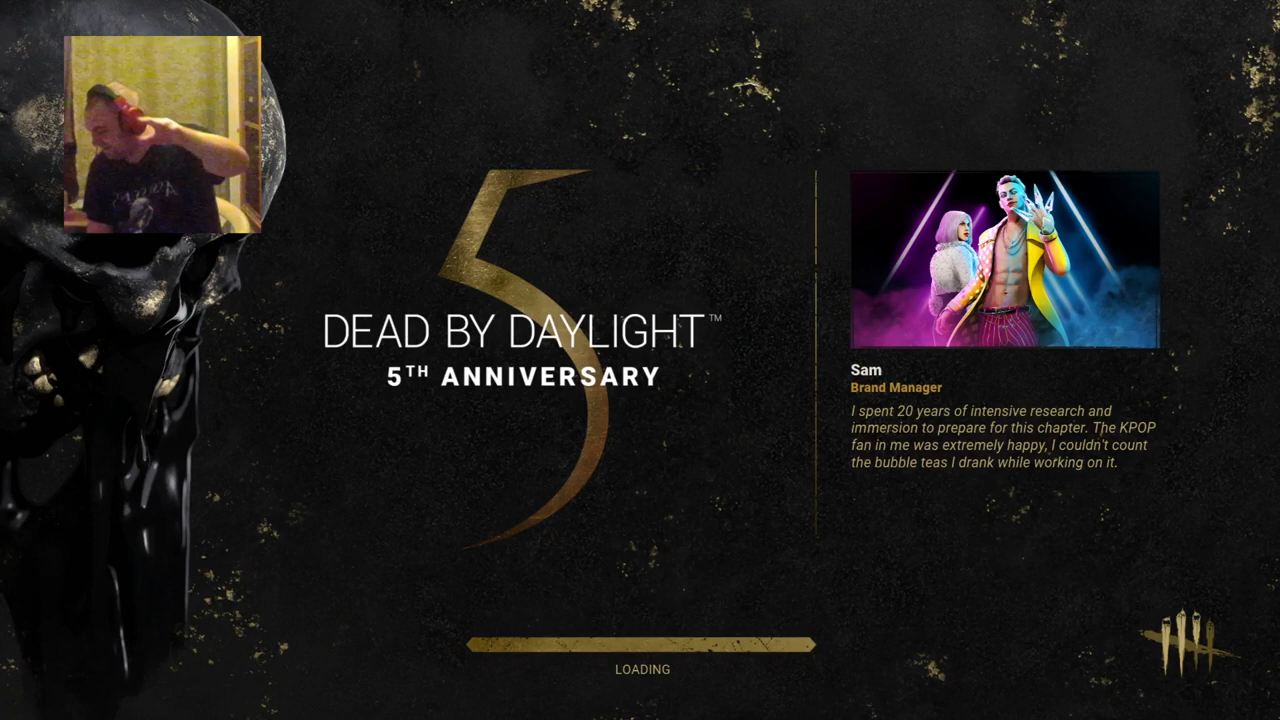 DEAD BY DAYLIGHT™
5TH ANNIVERSARY
Sam
Brand Manager
I spent 20 years of intensive research and
immersion to prepare for this chapter. The KPOP
fan in me was extremely happy, I couldn't count
the bubble teas I drank while working on it.
LOADING